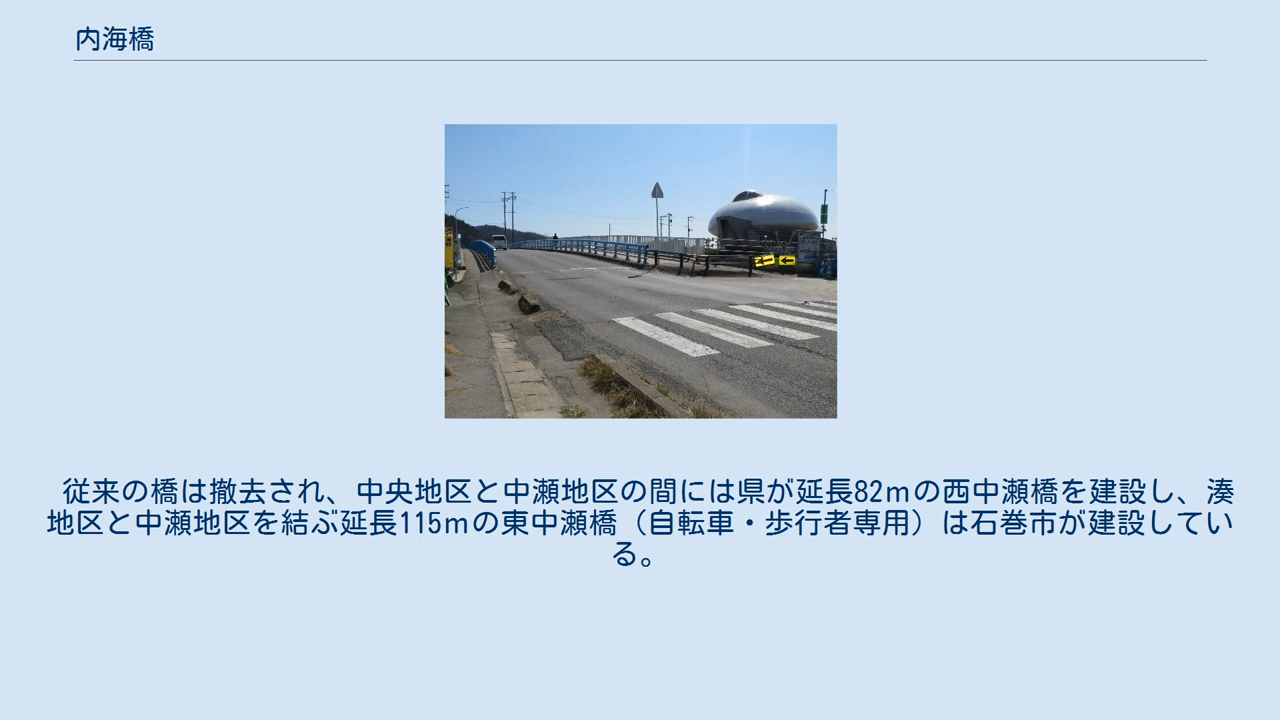 内海橋
従来の橋は撤去され、中央地区と中瀬地区の間には県が延長82ｍの西中瀬橋を建設し、湊
地区と中瀬地区を結ぶ延長115ｍの東中瀬橋（自転車・歩行者専用）は石巻市が建設してい
る。